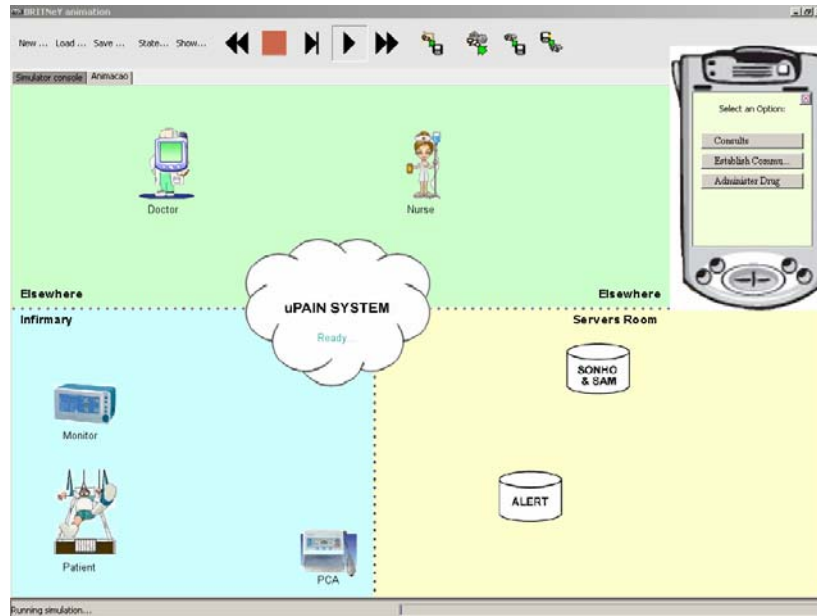 BRITNeY animation
New ... Load ... Save ... State... Show...
Simulator console Animacao
Select an Option:
Consults
Establish Commu...
Administer Drug
Doctor
Nurse
Elsewhere
Elsewhere
uPAIN SYSTEM
Ready...
Infirmary
Servers Room
SONHO
& SAM
Monitor
ALERT
Patient
PCA
Running simulation...